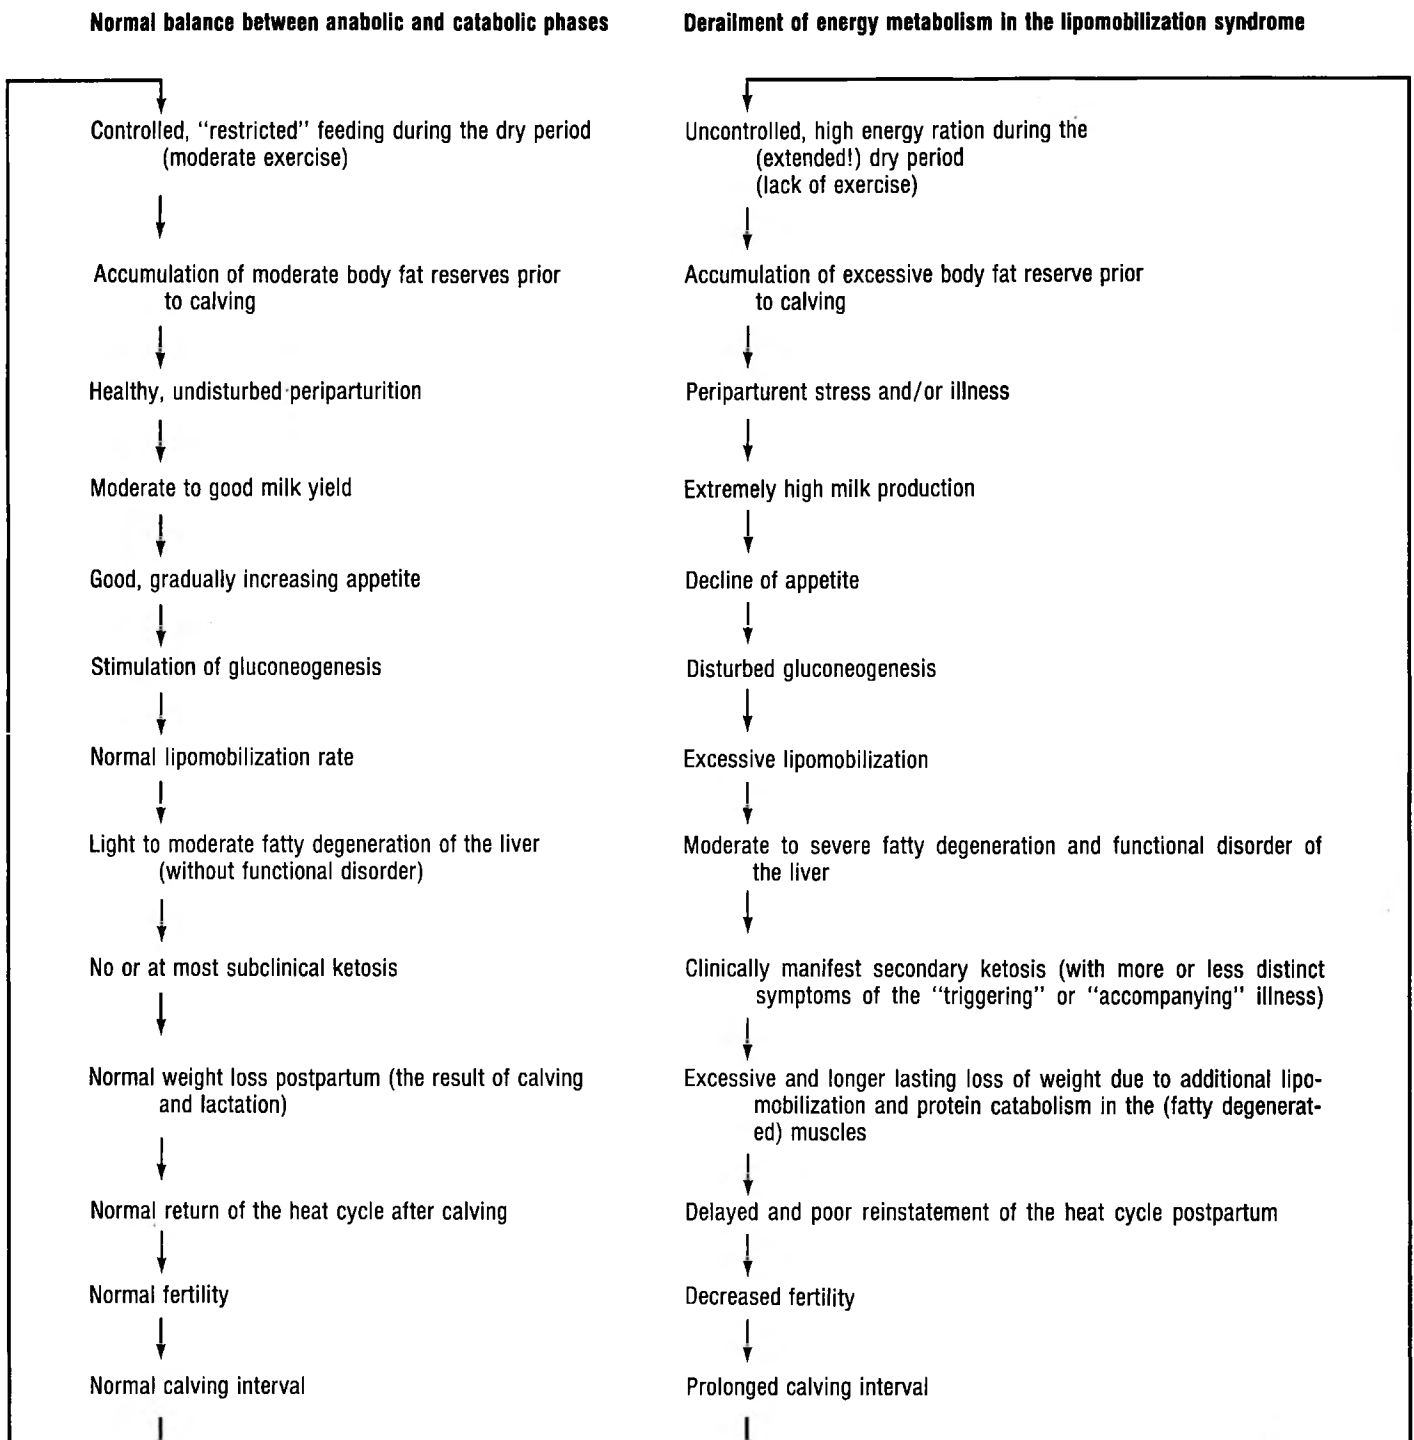 Normal balance between anabolic and catabolic phases
Controlled, "restricted" feeding during the dry period
(moderate exercise)
Accumulation of moderate body fat reserves prior
to calving
Healthy, undisturbed periparturition
Moderate to good milk yield
Good, gradually increasing appetite
Stimulation of gluconeogenesis
Normal lipomobilization rate
Light to moderate fatty degeneration of the liver
(without functional disorder)
No or at most subclinical ketosis
Normal weight loss postpartum (the result of calving
and lactation)
Normal return of the heat cycle after calving
Normal fertility
Normal calving interval
Derailment of energy metabolism in the lipomobilization syndrome
Uncontrolled, high energy ration during the
(extended!) dry period
(lack of exercise)
Accumulation of excessive body fat reserve prior
to calving
Periparturent stress and/or illness
Extremely high milk production
Decline of appetite
Disturbed gluconeogenesis
Excessive lipomobilization
Moderate to severe fatty degeneration and functional disorder of
the liver
Clinically manifest secondary ketosis (with more or less distinct
symptoms of the "triggering" or "accompanying" illness)
Excessive and longer lasting loss of weight due to additional lipo-
mobilization and protein catabolism in the (fatty degenerat-
ed) muscles
Delayed and poor reinstatement of the heat cycle postpartum
Decreased fertility
Prolonged calving interval